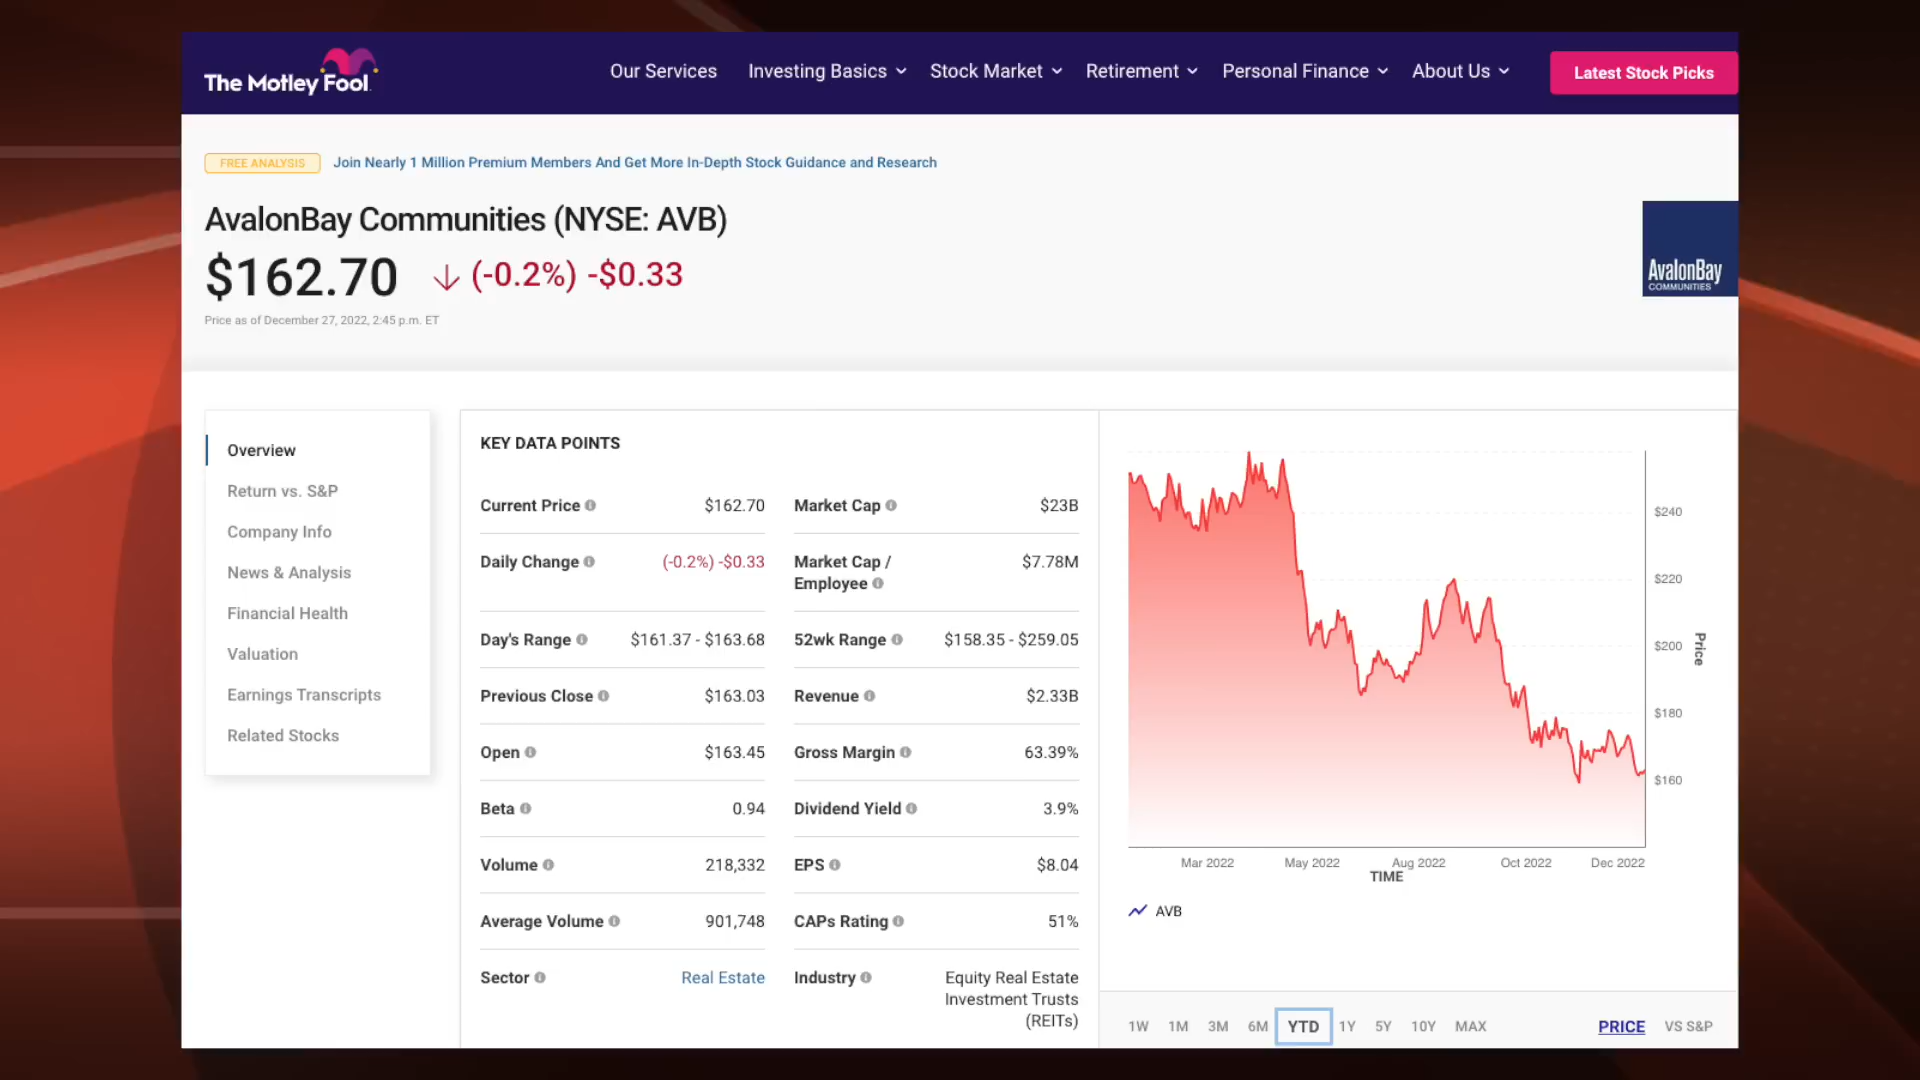 The Motley Fool
Our Services
Investing Basics
Stock Market
Retirement
Personal Finance
About Us
Latest Stock Picks
FREE ANALYSIS
Join Nearly 1 Million Premium Members And Get More In-Depth Stock Guidance and Research
AvalonBay Communities (NYSE: AVB)
$162.70 ↓ (-0.2%) -$0.33
Price as of December 27, 2022, 2:45 p.m. ET
AvalonBay
COMMUNITIES
Overview
Return vs. S&P
Company Info
News & Analysis
Financial Health
Valuation
Earnings Transcripts
Related Stocks
KEY DATA POINTS
Current Price $162.70
Daily Change (-0.2%) -$0.33
Day's Range $161.37 - $163.68
Previous Close $163.03
Open $163.45
Beta 0.94
Volume 218,332
Average Volume 901,748
Sector Real Estate
Market Cap $23B
Market Cap / $7.78M
Employee
52wk Range $158.35 - $259.05
Revenue $2.33B
Gross Margin 63.39%
Dividend Yield 3.9%
EPS $8.04
CAPs Rating 51%
Industry Equity Real Estate
Investment Trusts
(REITs)
$240
$220
$200
$180
$160
Price
Mar 2022 May 2022 Aug 2022 Oct 2022 Dec 2022
TIME
AVB
1W 1M 3M 6M YTD 1Y 5Y 10Y MAX
PRICE VS S&P